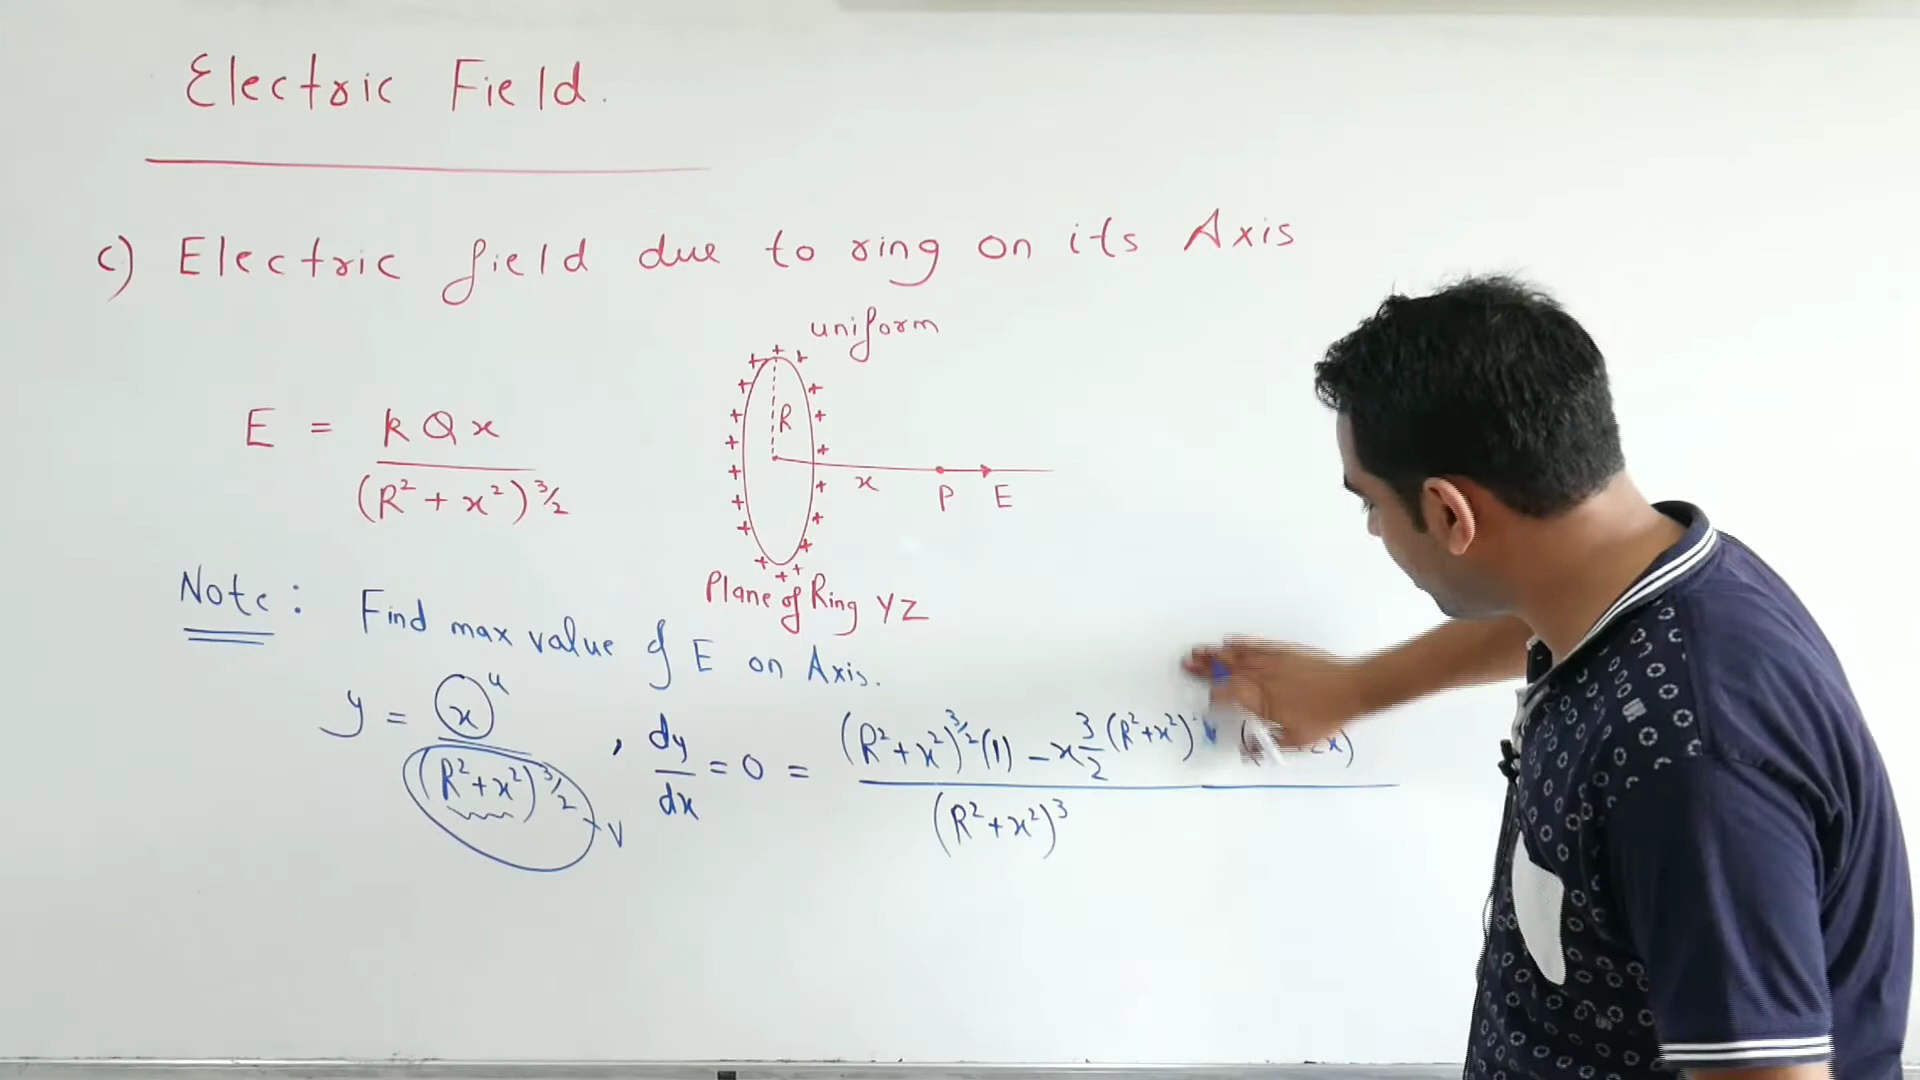 Electric Field.
c) Electric field due to ring on its Axis
uniform
R
E = kQx / (R²+x²)^3/2
x P E
Plane of Ring YZ
Note: Find max value of E on Axis.
y = x / (R²+x²)^3/2 , dy/dx = 0 = (R²+x²)^3/2 (1) - x 3/2 (R²+x²) x) / (R²+x²)³
u
v